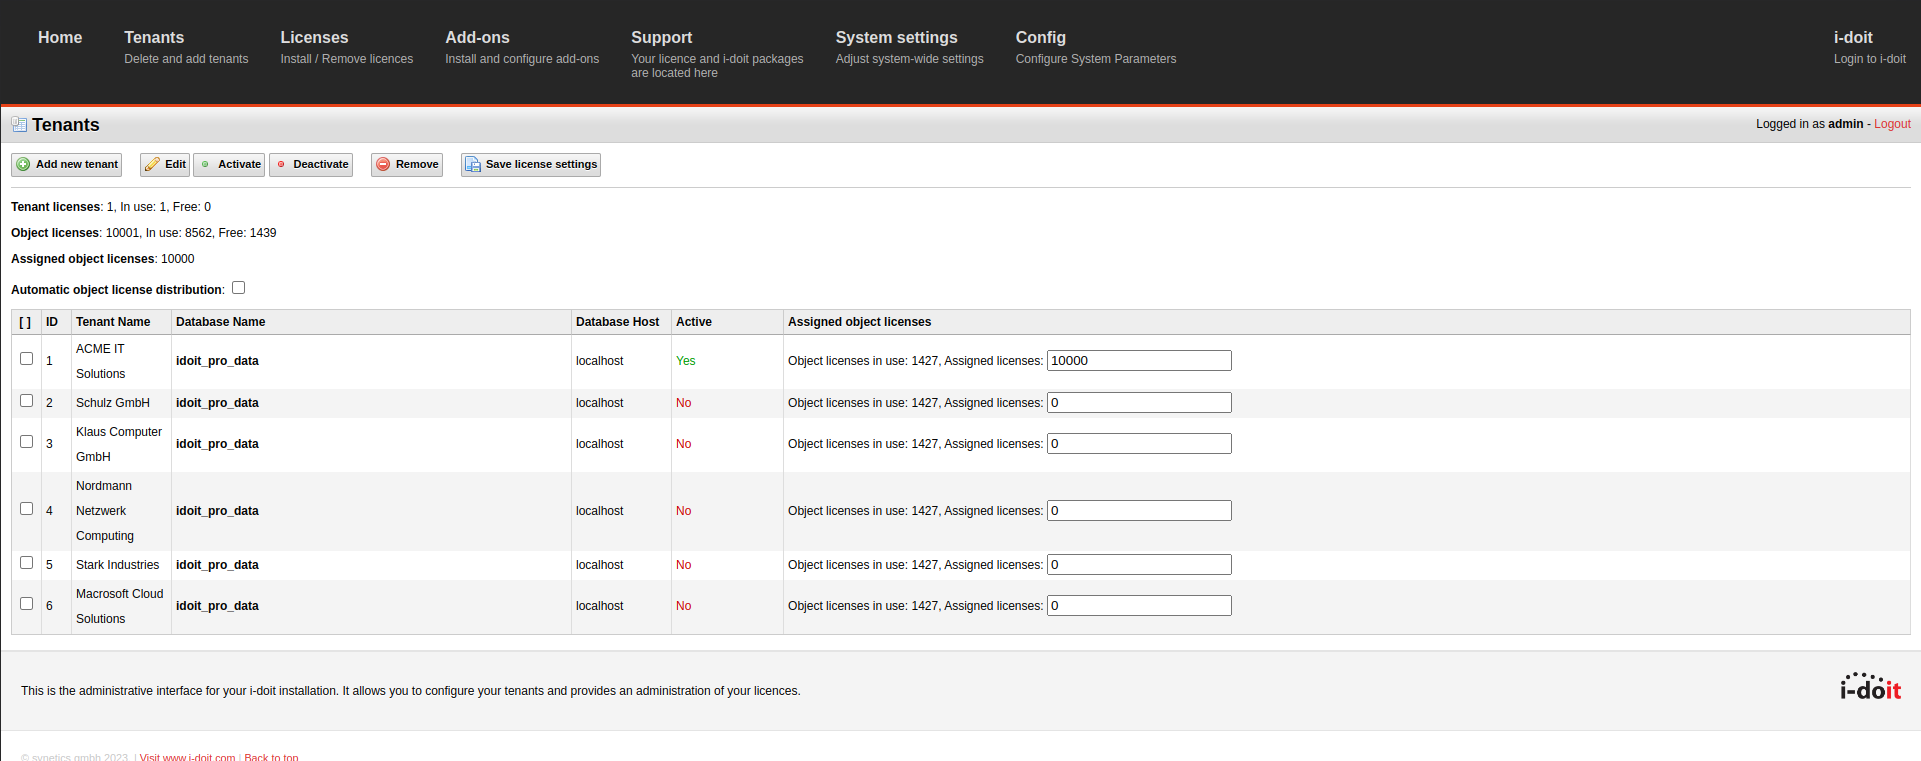 Home
Tenants
Delete and add tenants
Licenses
Install / Remove licences
Add-ons
Install and configure add-ons
Support
Your licence and i-doit packages
are located here
System settings
Adjust system-wide settings
Config
Configure System Parameters
i-doit
Login to i-doit
Tenants
Logged in as admin - Logout
Add new tenant Edit Activate Deactivate Remove Save license settings
Tenant licenses: 1, In use: 1, Free: 0
Object licenses: 10001, In use: 8562, Free: 1439
Assigned object licenses: 10000
Automatic object license distribution:
[ ] ID Tenant Name Database Name Database Host Active Assigned object licenses
1 ACME IT Solutions idoit_pro_data localhost Yes Object licenses in use: 1427, Assigned licenses: 10000
2 Schulz GmbH idoit_pro_data localhost No Object licenses in use: 1427, Assigned licenses: 0
3 Klaus Computer GmbH idoit_pro_data localhost No Object licenses in use: 1427, Assigned licenses: 0
4 Nordmann Netzwerk Computing idoit_pro_data localhost No Object licenses in use: 1427, Assigned licenses: 0
5 Stark Industries idoit_pro_data localhost No Object licenses in use: 1427, Assigned licenses: 0
6 Macrosoft Cloud Solutions idoit_pro_data localhost No Object licenses in use: 1427, Assigned licenses: 0
This is the administrative interface for your i-doit installation. It allows you to configure your tenants and provides an administration of your licences.
i-doit
© synetics gmbh 2023. | Visit www.i-doit.com | Back to top